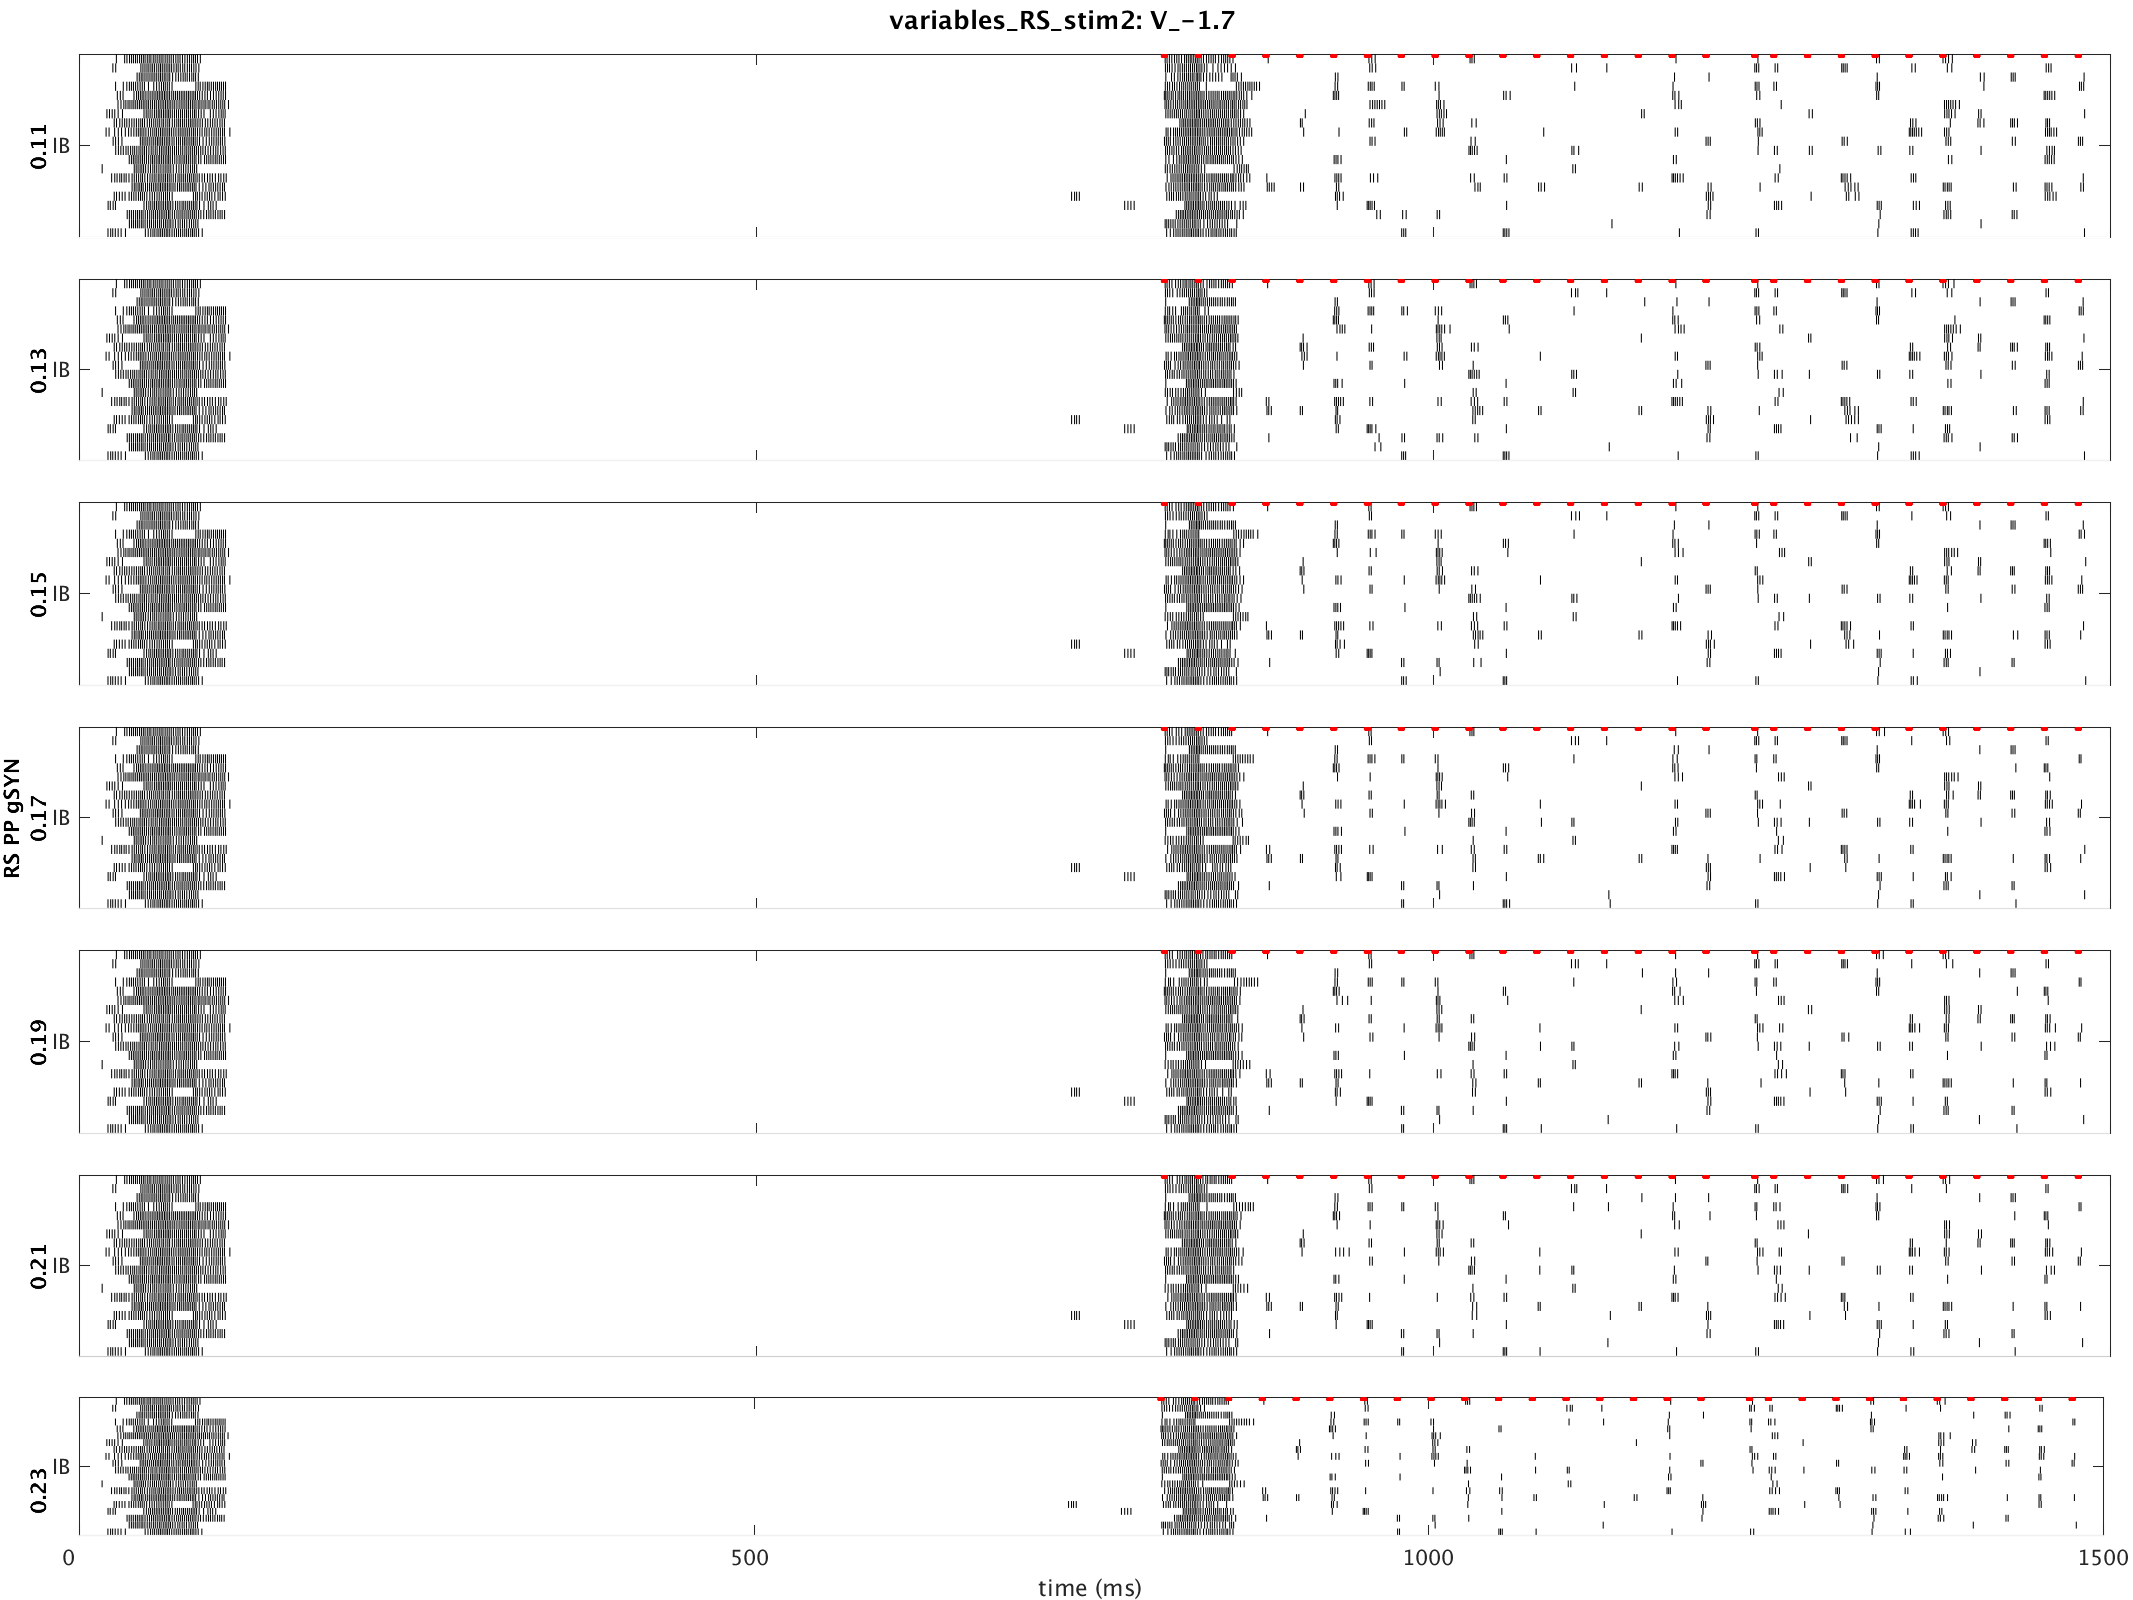 variables_RS_stim2: V_-1.7
RS PP gSYN
0.11 IB
0.13 IB
0.15 IB
0.17 IB
0.19 IB
0.21 IB
0.23 IB
0 500 1000 1500
time (ms)